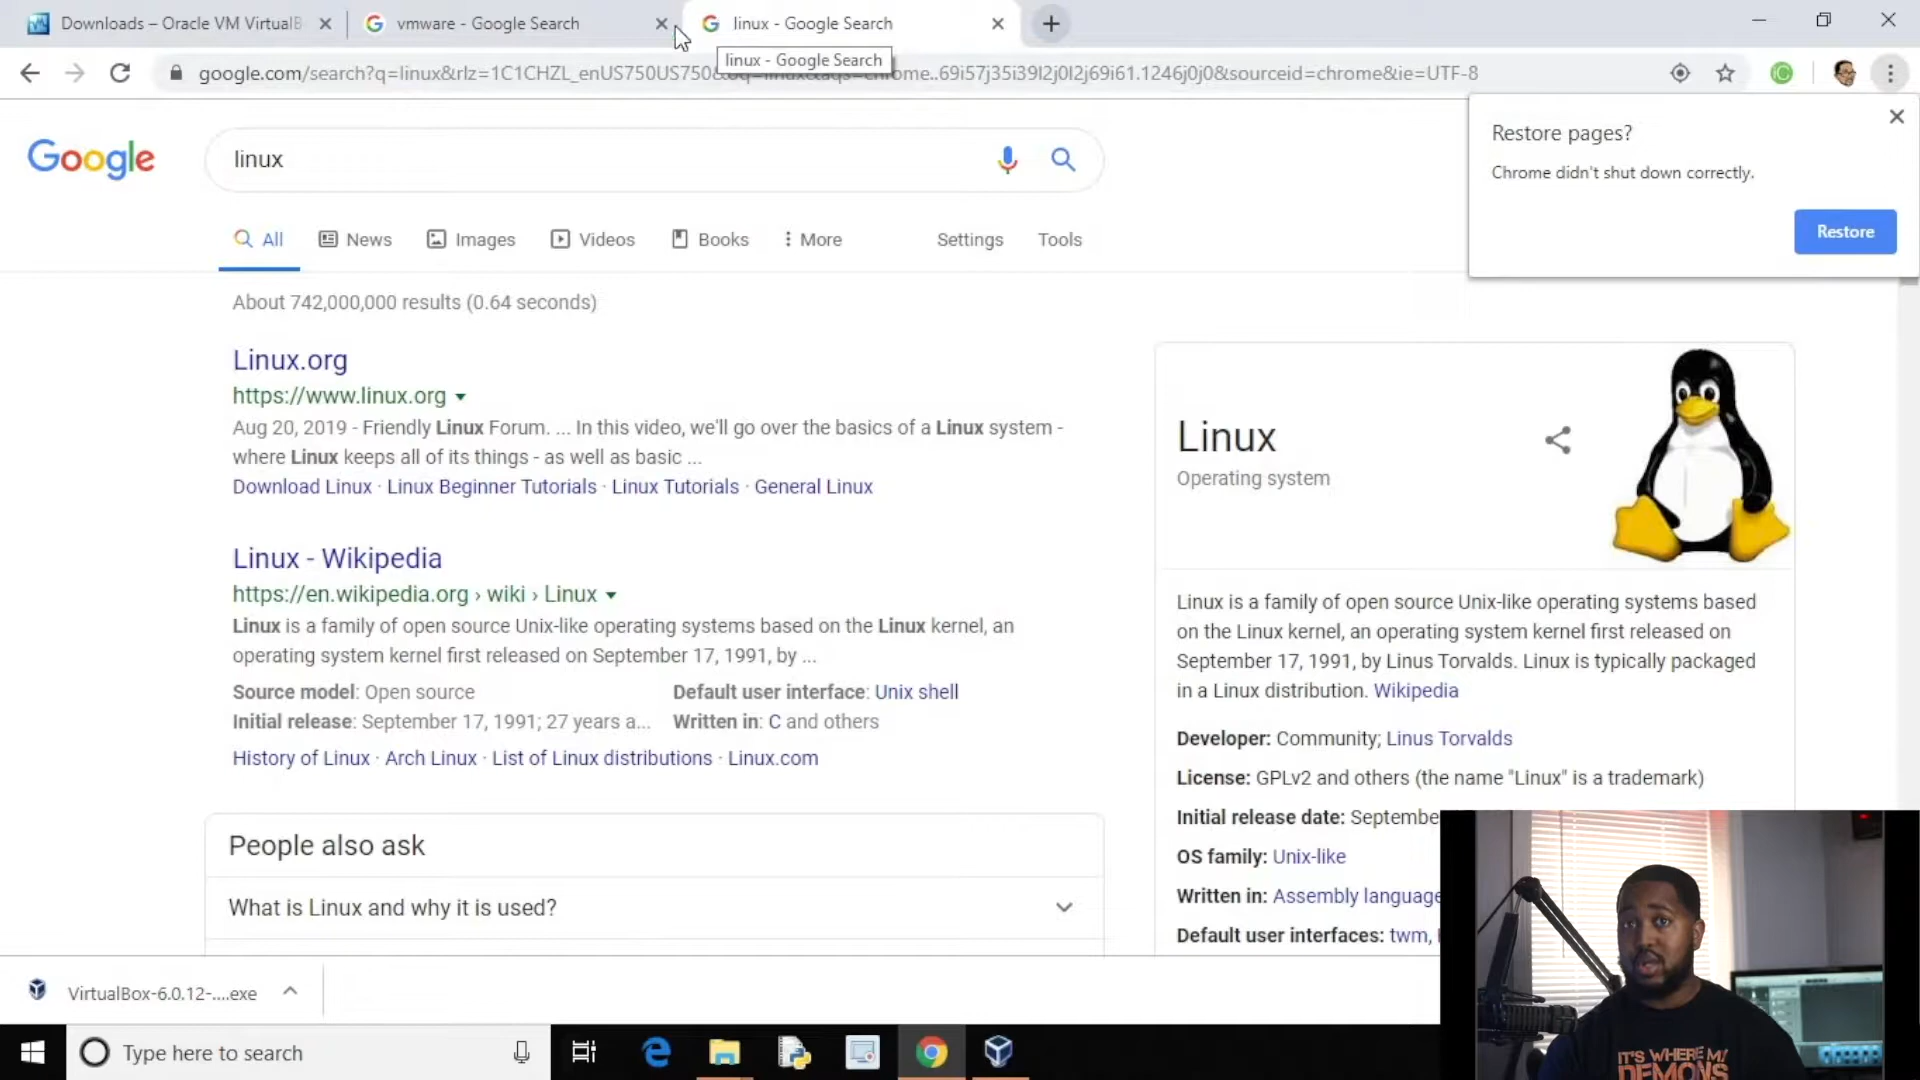 Downloads – Oracle VM VirtualB
vmware - Google Search
linux - Google Search
linux - Google Search
google.com/search?q=linux&rlz=1C1CHZL_enUS750US750&oq=linux&aqs=chrome..69i57j35i39l2j0l2j69i61.1246j0j0&sourceid=chrome&ie=UTF-8
Restore pages?
Chrome didn't shut down correctly.
Restore
Google
linux
All
News
Images
Videos
Books
More
Settings
Tools
About 742,000,000 results (0.64 seconds)
Linux.org
https://www.linux.org
Aug 20, 2019 - Friendly Linux Forum. ... In this video, we'll go over the basics of a Linux system -
where Linux keeps all of its things - as well as basic ...
Download Linux · Linux Beginner Tutorials · Linux Tutorials · General Linux
Linux - Wikipedia
https://en.wikipedia.org › wiki › Linux
Linux is a family of open source Unix-like operating systems based on the Linux kernel, an
operating system kernel first released on September 17, 1991, by ...
Source model: Open source
Default user interface: Unix shell
Initial release: September 17, 1991; 27 years a...
Written in: C and others
History of Linux · Arch Linux · List of Linux distributions · Linux.com
People also ask
What is Linux and why it is used?
Linux
Operating system
Linux is a family of open source Unix-like operating systems based
on the Linux kernel, an operating system kernel first released on
September 17, 1991, by Linus Torvalds. Linux is typically packaged
in a Linux distribution. Wikipedia
Developer: Community; Linus Torvalds
License: GPLv2 and others (the name "Linux" is a trademark)
Initial release date: Septembe
OS family: Unix-like
Written in: Assembly language
Default user interfaces: twm,
IT'S WHERE MY
DEMONS
VirtualBox-6.0.12-....exe
Type here to search